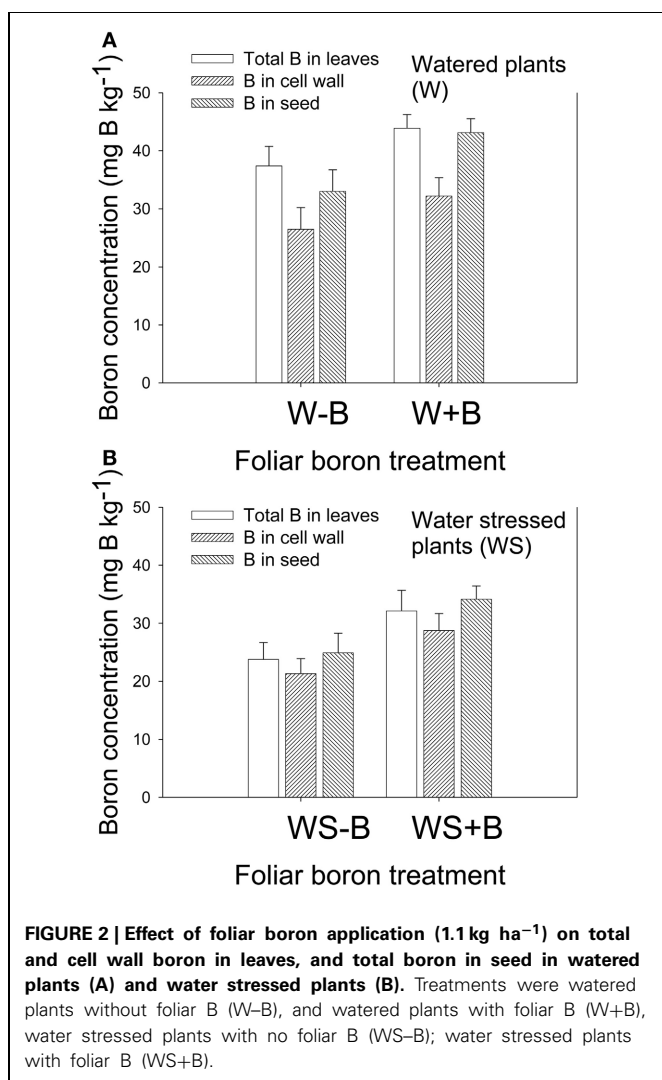 A
Total B in leaves
B in cell wall
B in seed
Watered plants
(W)
Boron concentration (mg B kg-1)
50
40
30
20
10
0
W-B
W+B
Foliar boron treatment
B
Total B in leaves
B in cell wall
B in seed
Water stressed
plants (WS)
Boron concentration (mg B kg-1)
50
40
30
20
10
0
WS-B
WS+B
Foliar boron treatment
FIGURE 2 | Effect of foliar boron application (1.1 kg ha−1) on total
and cell wall boron in leaves, and total boron in seed in watered
plants (A) and water stressed plants (B). Treatments were watered
plants without foliar B (W–B), and watered plants with foliar B (W+B),
water stressed plants with no foliar B (WS–B); water stressed plants
with foliar B (WS+B).